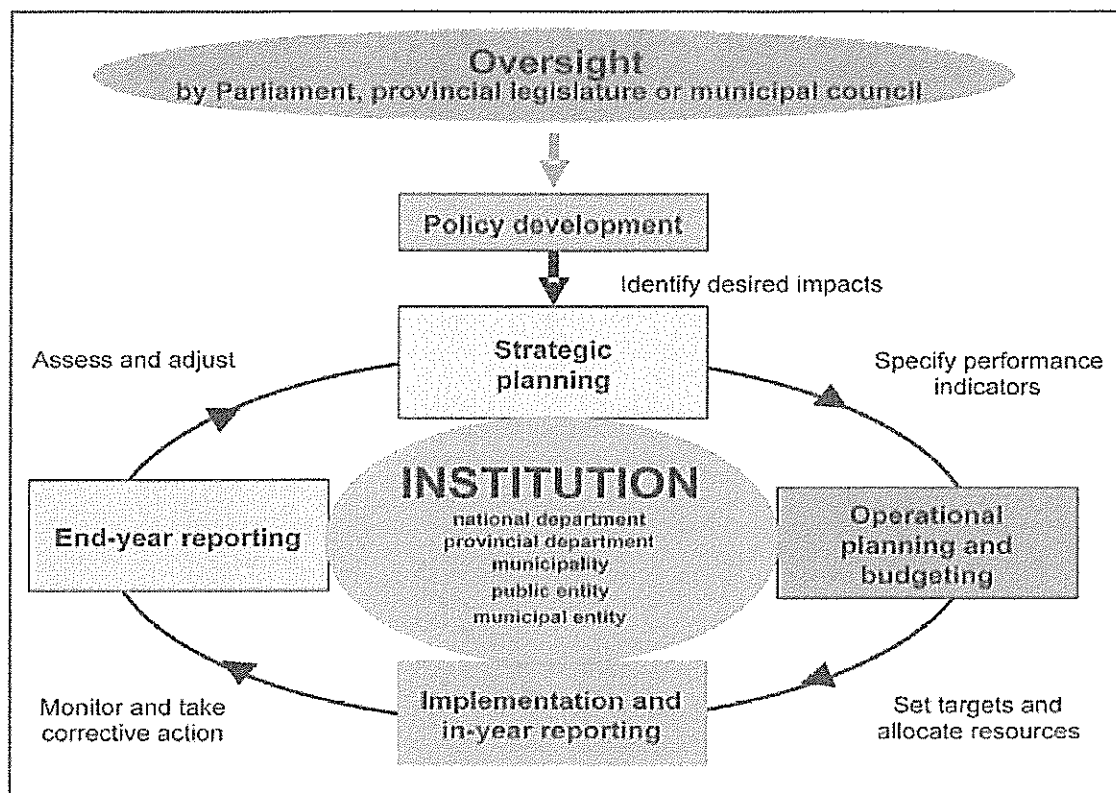 Oversight
by Parliament, provincial legislature or municipal council
Policy development
Identify desired impacts
Strategic
planning
Assess and adjust
Specify performance
indicators
INSTITUTION
national department
provincial department
municipality
public entity
municipal entity
End-year reporting
Operational
planning and
budgeting
Implementation and
in-year reporting
Monitor and take
corrective action
Set targets and
allocate resources